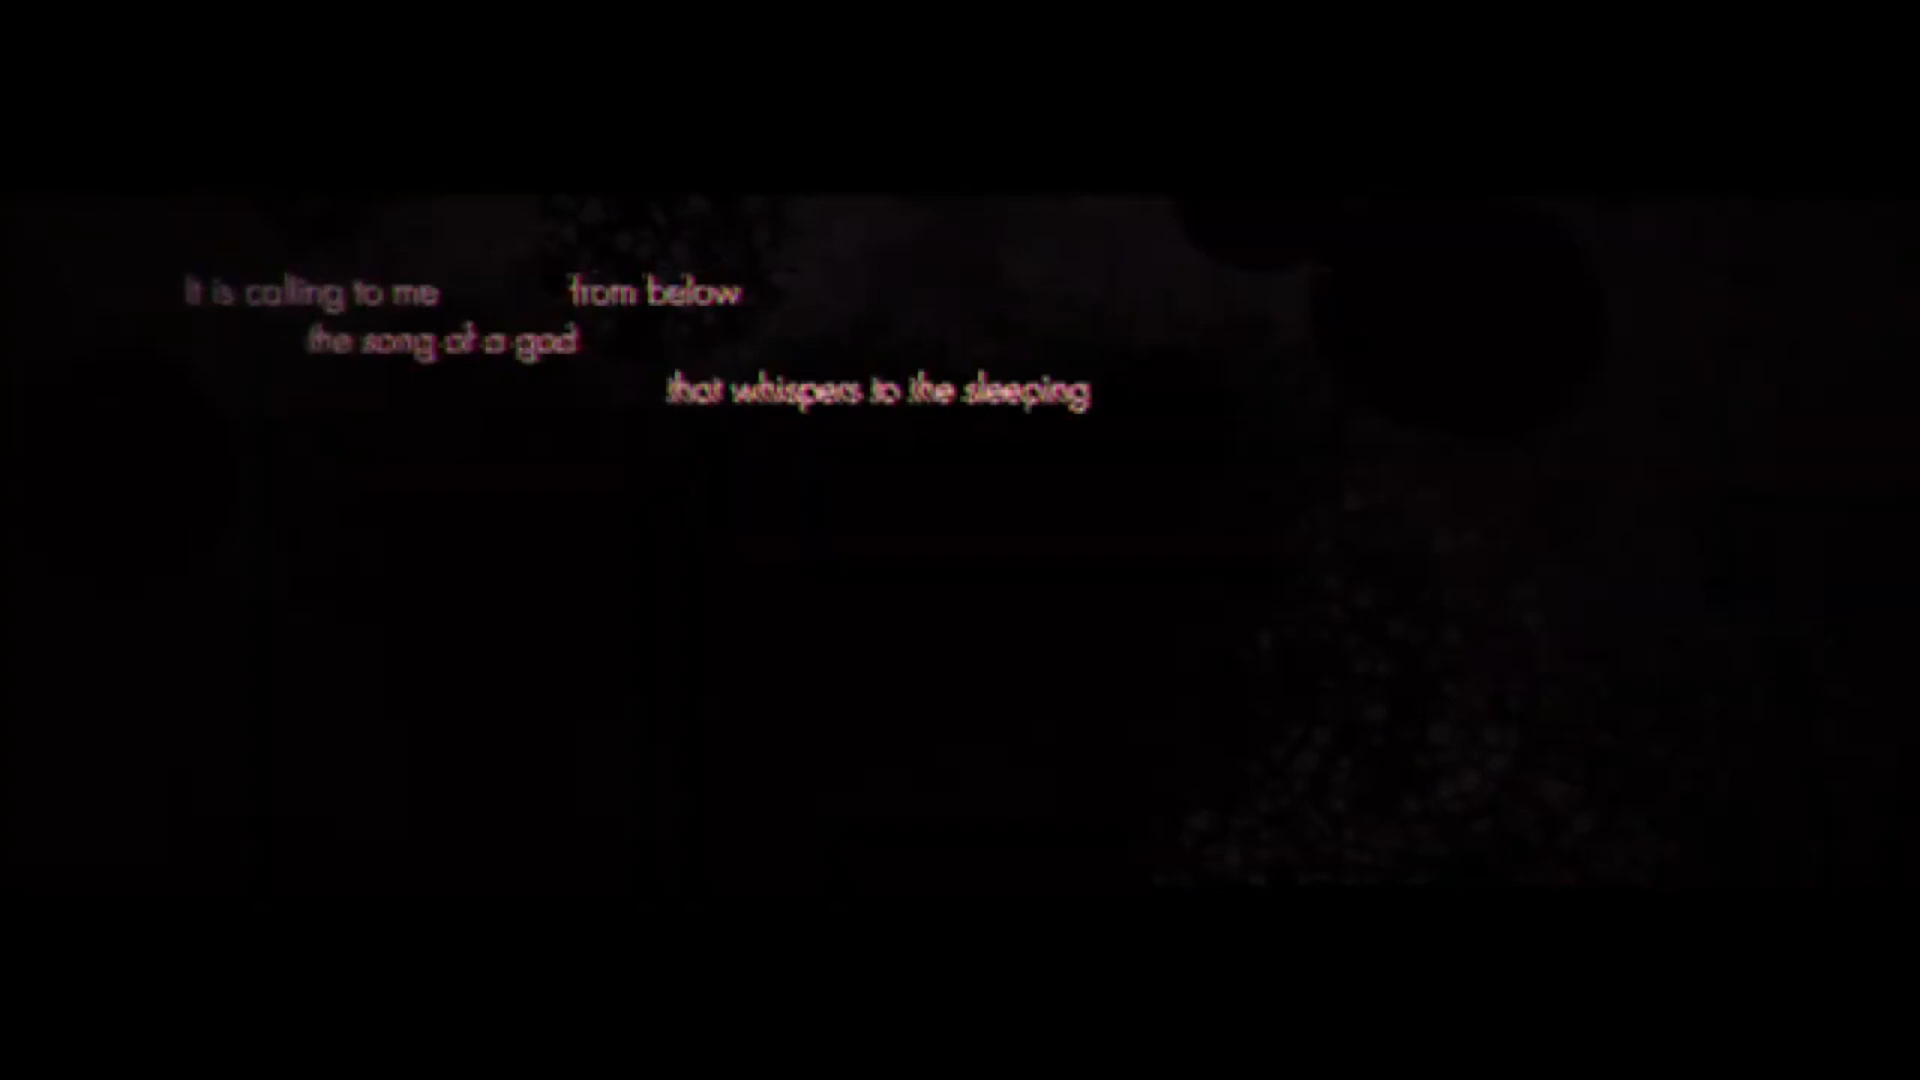 It is calling to me from below
the song of a god
that whispers to the sleeping